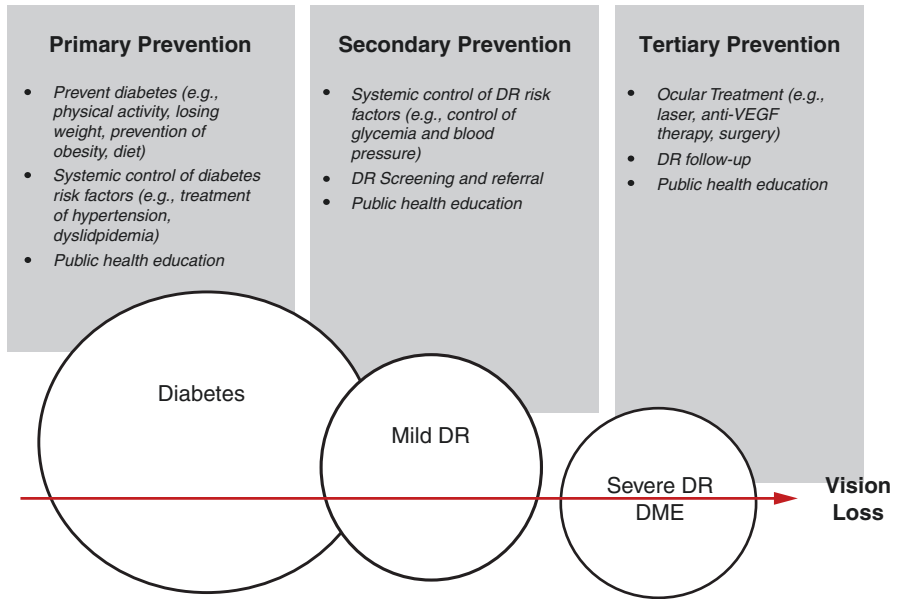 Primary Prevention
• Prevent diabetes (e.g.,
physical activity, losing
weight, prevention of
obesity, diet)
• Systemic control of diabetes
risk factors (e.g., treatment
of hypertension,
dyslidpidemia)
• Public health education
Secondary Prevention
• Systemic control of DR risk
factors (e.g., control of
glycemia and blood
pressure)
• DR Screening and referral
• Public health education
Tertiary Prevention
• Ocular Treatment (e.g.,
laser, anti-VEGF
therapy, surgery)
• DR follow-up
• Public health education
Diabetes
Mild DR
Severe DR
DME
Vision
Loss